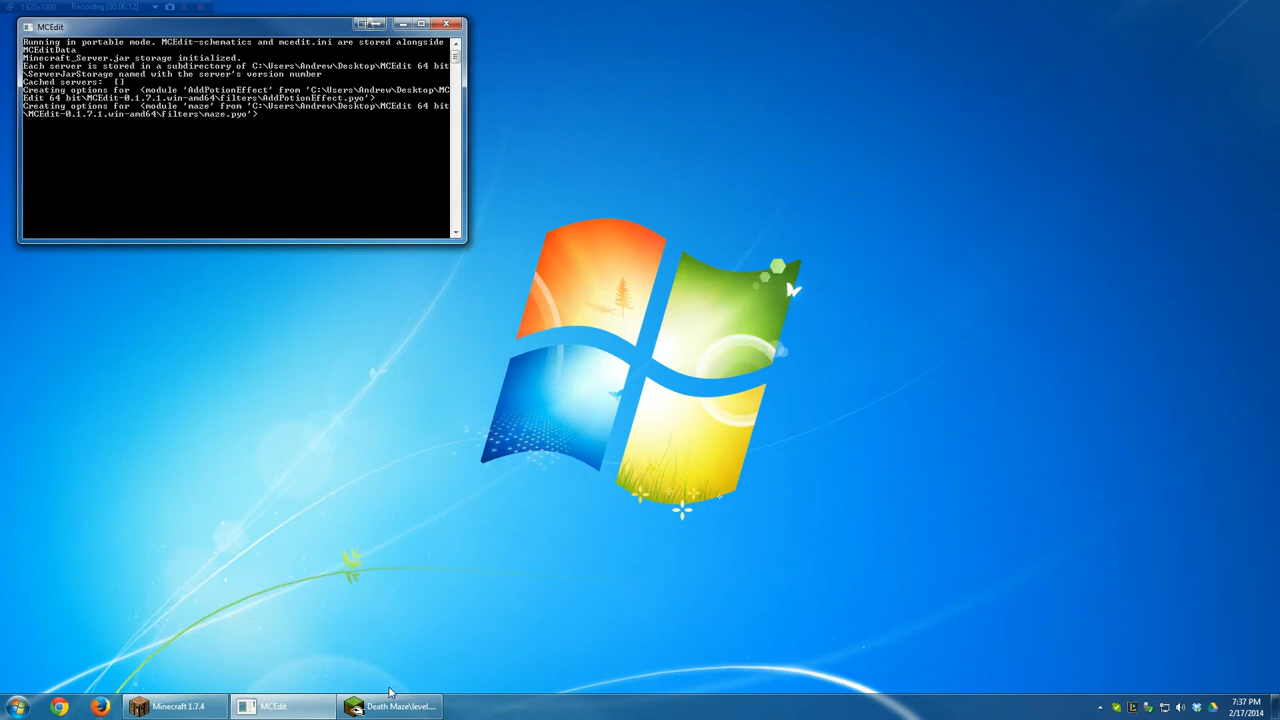 1920x1080 Recording [00:06:12]
MCEdit
Running in portable mode. MCEdit-schematics and mcedit.ini are stored alongside
MCEditData
Minecraft_Server.jar storage initialized.
Each server is stored in a subdirectory of C:\Users\Andrew\Desktop\MCEdit 64 bit
\ServerJarStorage named with the server's version number
Cached servers:  []
Creating options for  <module 'AddPotionEffect' from 'C:\Users\Andrew\Desktop\MC
Edit 64 bit\MCEdit-0.1.7.1.win-amd64\filters\AddPotionEffect.pyo'>
Creating options for  <module 'maze' from 'C:\Users\Andrew\Desktop\MCEdit 64 bit
\MCEdit-0.1.7.1.win-amd64\filters\maze.pyo'>
Minecraft 1.7.4
MCEdit
Death Maze\level....
7:37 PM
2/17/2014